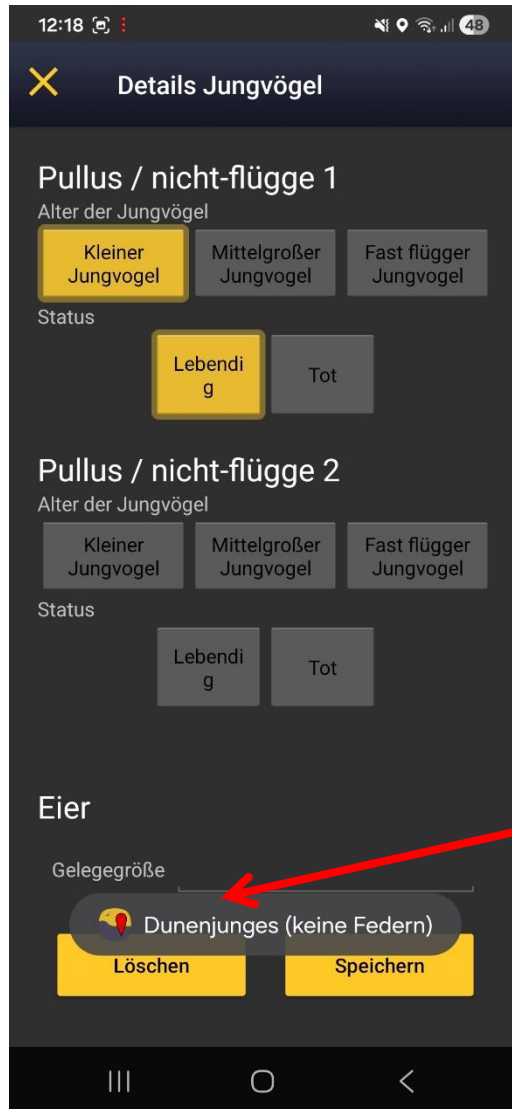 12:18
48
Details Jungvögel
Pullus / nicht-flügge 1
Alter der Jungvögel
Kleiner Mittelgroßer Fast flügger
Jungvogel Jungvogel Jungvogel
Status
Lebendi Tot
g
Pullus / nicht-flügge 2
Alter der Jungvögel
Kleiner Mittelgroßer Fast flügger
Jungvogel Jungvogel Jungvogel
Status
Lebendi Tot
g
Eier
Gelegegröße
Dunenjunges (keine Federn)
Löschen Speichern